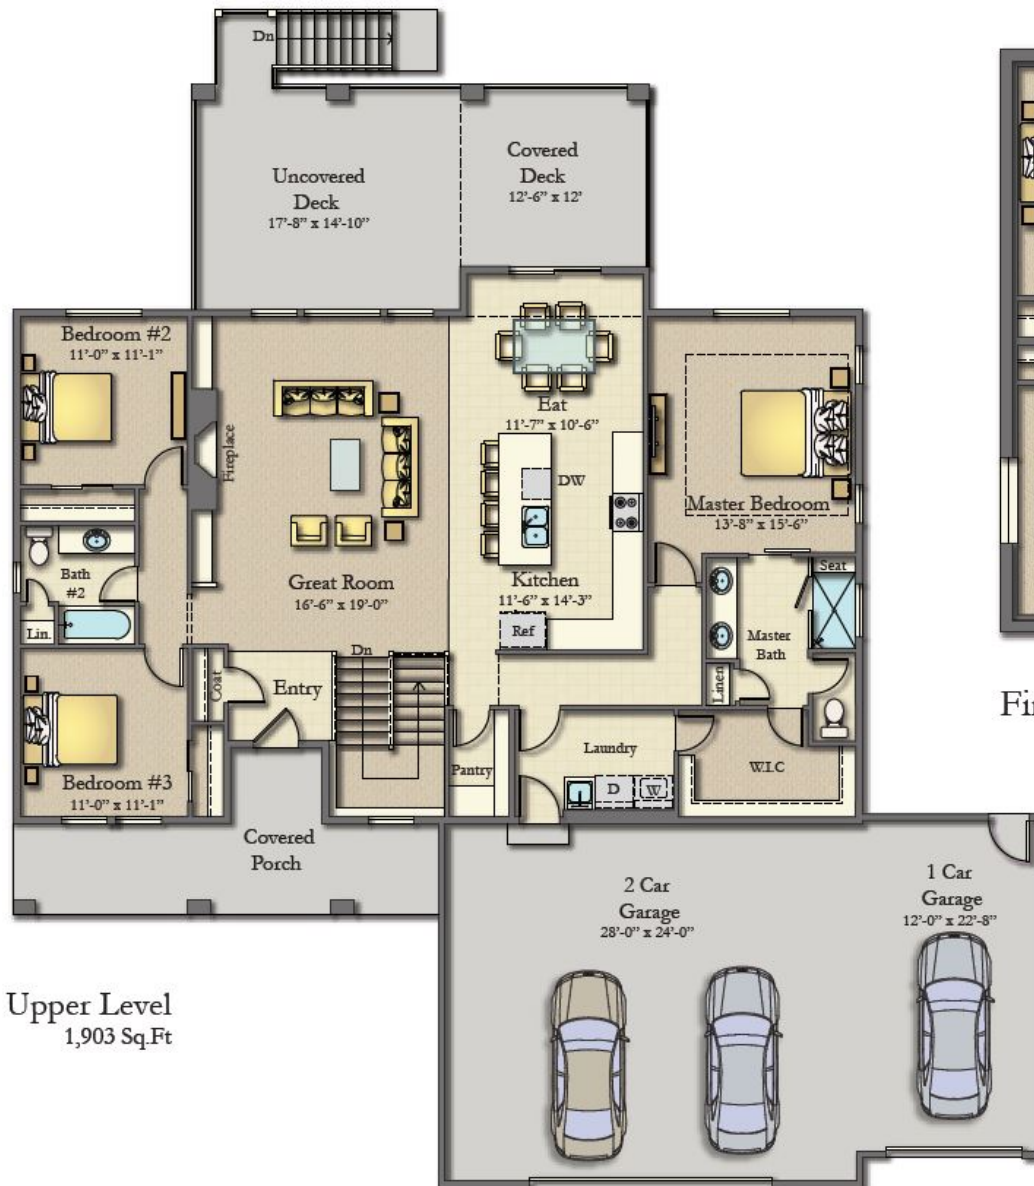 Dn
Uncovered
Deck
17'-8" x 14'-10"
Covered
Deck
12'-6" x 12'
Bedroom #2
11'-0" x 11'-1"
Fireplace
Eat
11'-7" x 10'-6"
DW
Master Bedroom
13'-8" x 15'-6"
Great Room
16'-6" x 19'-0"
Kitchen
11'-6" x 14'-3"
Ref
Bath
#2
Lin.
Seat
Master
Bath
Linen
Dn
Coat
Entry
Bedroom #3
11'-0" x 11'-1"
Pantry
Laundry
D
W
W.I.C
Covered
Porch
2 Car
Garage
28'-0" x 24'-0"
1 Car
Garage
12'-0" x 22'-8"
Upper Level
1,903 Sq.Ft